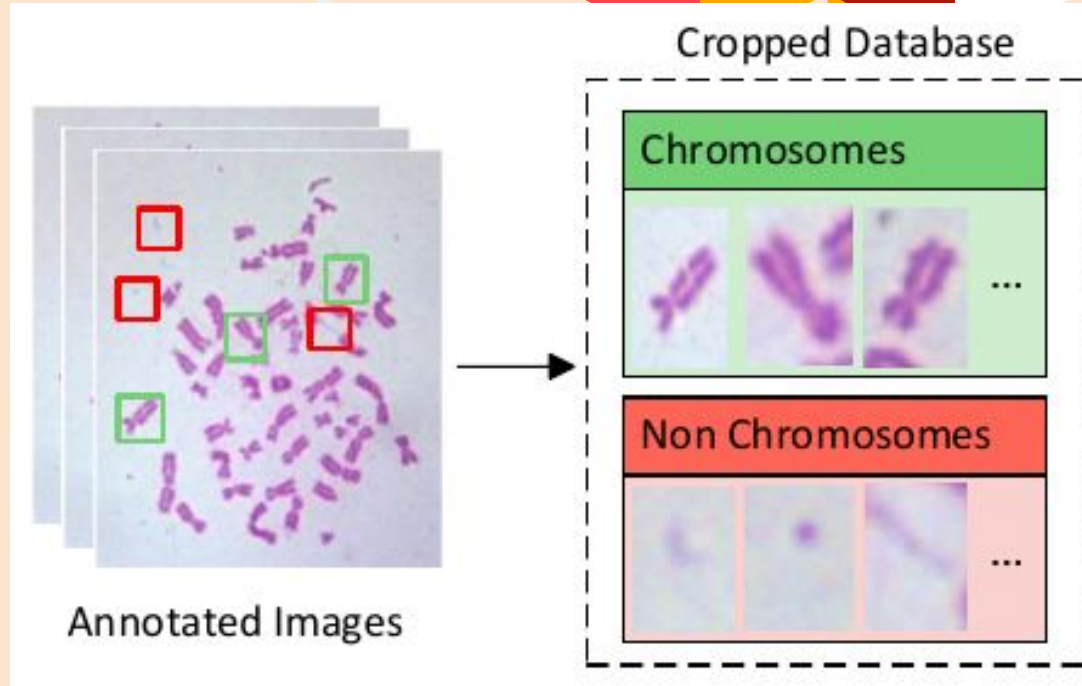 Cropped Database
Chromosomes
...
Non Chromosomes
...
Annotated Images